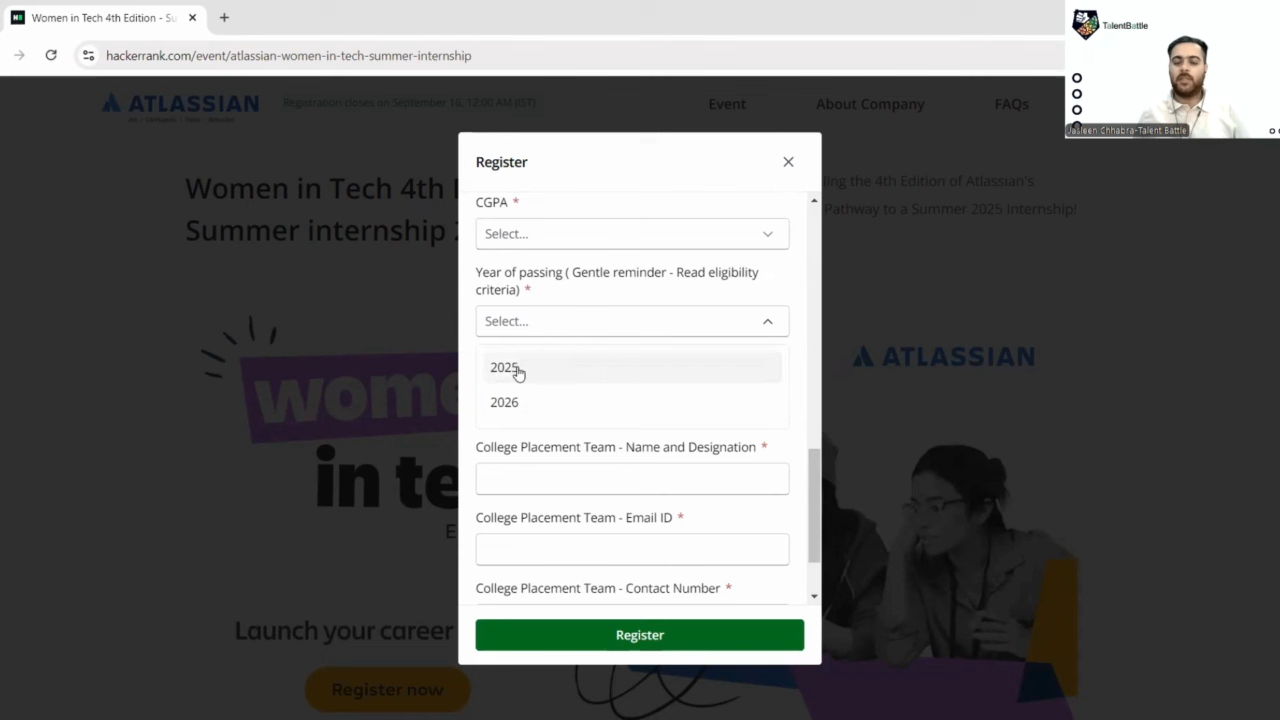 Women in Tech 4th Edition - Su
hackerrank.com/event/atlassian-women-in-tech-summer-internship
TalentBattle
Jasleen Chhabra-Talent Battle
ATLASSIAN
Registration closes on September 16, 12:00 AM (IST)
Event
About Company
FAQs
Women in Tech 4th
Summer internship
ling the 4th Edition of Atlassian's
Pathway to a Summer 2025 Internship!
Register
CGPA *
Select...
Year of passing ( Gentle reminder - Read eligibility
criteria) *
Select...
2025
2026
College Placement Team - Name and Designation *
College Placement Team - Email ID *
College Placement Team - Contact Number *
Register
wome
in te
ATLASSIAN
Launch your career
Register now